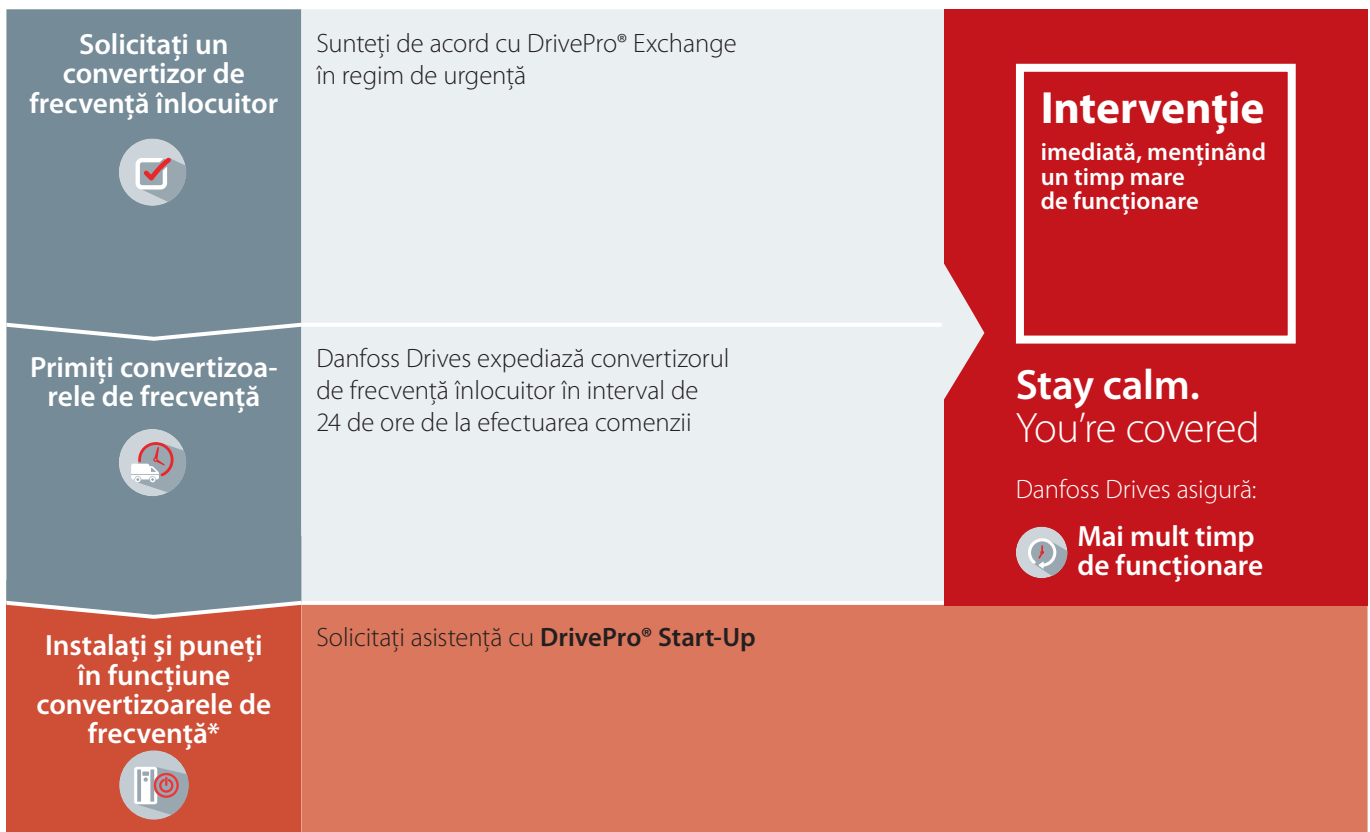 Solicitați un
convertizor de
frecvență înlocuitor
Sunteți de acord cu DrivePro® Exchange
în regim de urgență
Primiți convertizoa-
rele de frecvență
Danfoss Drives expediază convertizorul
de frecvență înlocuitor în interval de
24 de ore de la efectuarea comenzii
Instalați și puneți
în funcțiune
convertizoarele de
frecvență*
Solicitați asistență cu DrivePro® Start-Up
Intervenție
imediată, menținând
un timp mare
de funcționare
Stay calm.
You're covered
Danfoss Drives asigură:
Mai mult timp
de funcționare